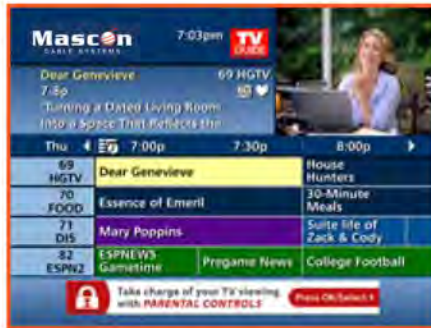 Mascon
CABLE SYSTEMS
7:03pm
TV
GUIDE
Dear Genevieve 69 HGTV
7-8p
"Turning a Dated Living Room
Into a Space That Reflects the
Thu 7:00p 7:30p 8:00p
69
HGTV
Dear Genevieve
House
Hunters
70
FOOD
Essence of Emeril
30-Minute
Meals
71
DIS
Mary Poppins
Suite life of
Zack & Cody
82
ESPN2
ESPNEWS
Gametime
Pregame News
College Football
Take charge of your TV viewing
with PARENTAL CONTROLS
Press OK/Select